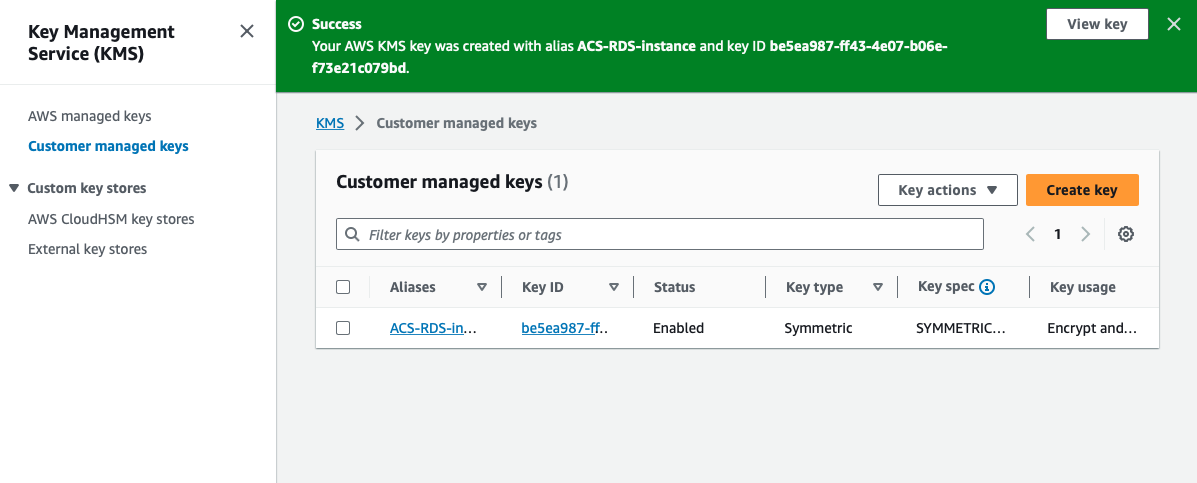 Key Management
Service (KMS)
AWS managed keys
Customer managed keys
Custom key stores
AWS CloudHSM key stores
External key stores
Success
Your AWS KMS key was created with alias ACS-RDS-instance and key ID be5ea987-ff43-4e07-b06e-
f73e21c079bd.
View key
KMS > Customer managed keys
Customer managed keys (1)
Key actions
Create key
Filter keys by properties or tags
1
Aliases Key ID Status Key type Key spec Key usage
ACS-RDS-in... be5ea987-ff.. Enabled Symmetric SYMMETRIC... Encrypt and...